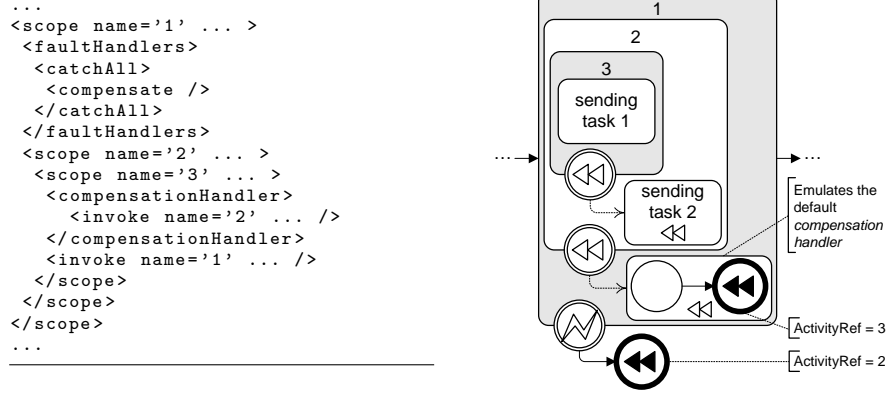 ...
<scope name='1' ... >
<faultHandlers>
<catchAll>
<compensate />
</catchAll>
</faultHandlers>
<scope name='2' ... >
<scope name='3' ... >
<compensationHandler>
<invoke name='2' ... />
</compensationHandler>
<invoke name='1' ... />
</scope>
</scope>
</scope>
...
1
2
3
sending
task 1
...
...
sending
task 2
Emulates the
default
compensation
handler
ActivityRef = 3
ActivityRef = 2